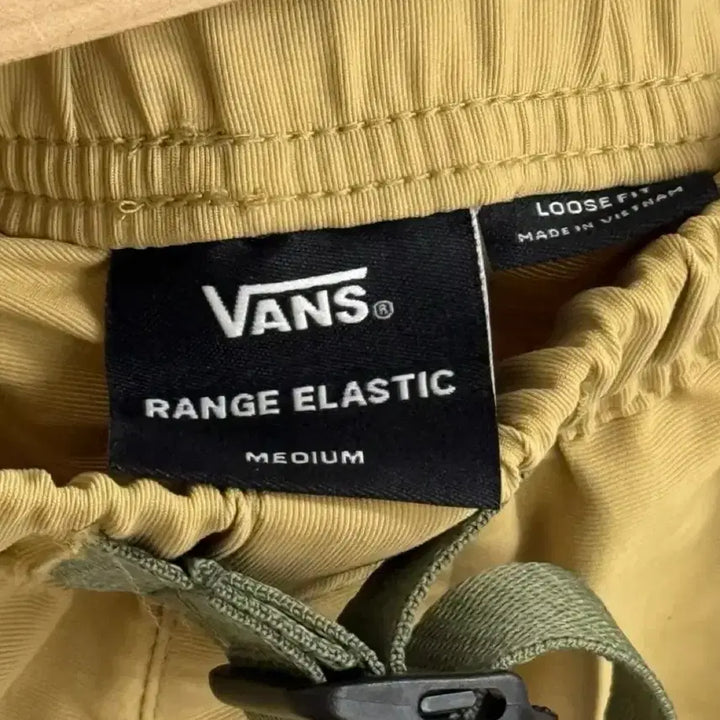 VANS®
RANGE ELASTIC
MEDIUM
LOOSE FIT
MADE IN VIETNAM